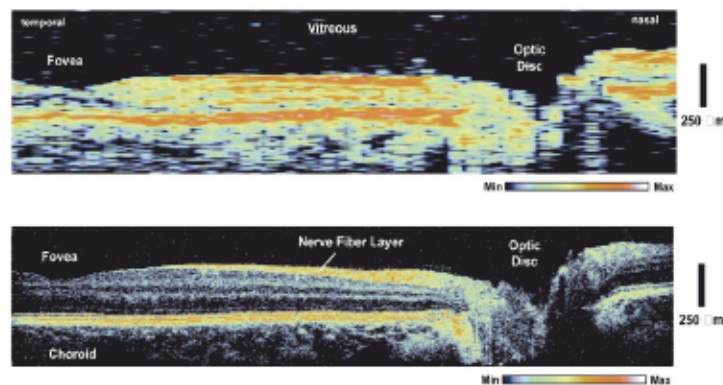 temporal
Vitreous
nasal
Fovea
Optic
Disc
250 □m
Min
Max
Nerve Fiber Layer
Optic
Disc
Fovea
250 □m
Choroid
Min
Max